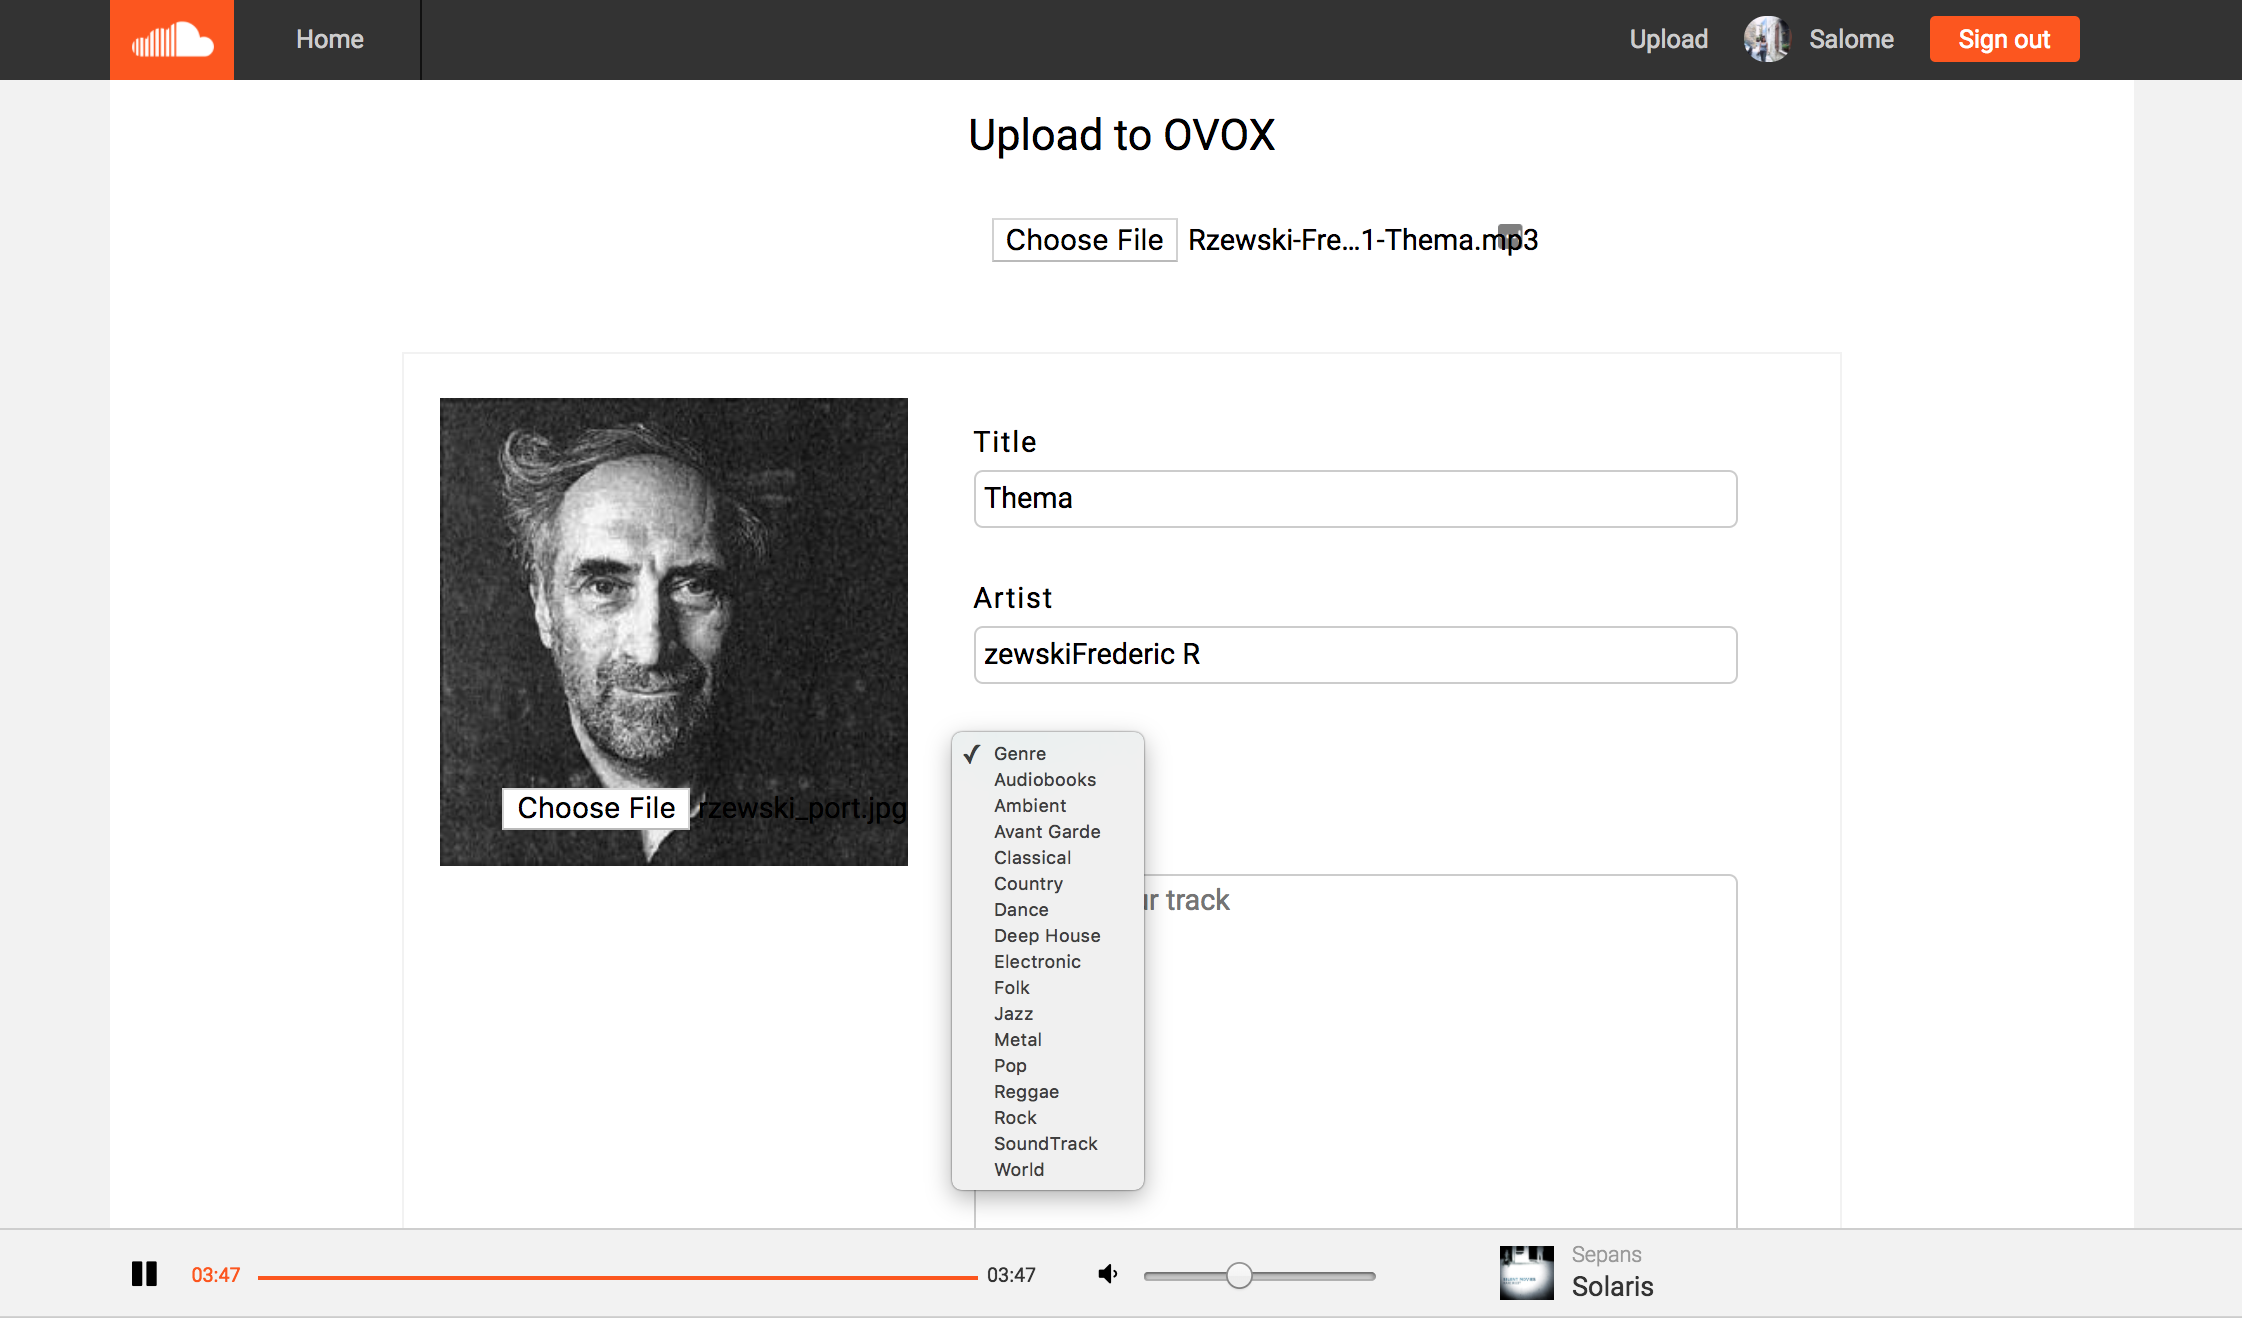 Home
Upload
Salome
Sign out
Upload to OVOX
Choose File Rzewski-Fre...1-Thema.mp3
Title
Thema
Artist
zewskiFrederic R
Choose File rzewski_port.jpg
✓ Genre
Audiobooks
Ambient
Avant Garde
Classical
Country
Dance
Deep House
Electronic
Folk
Jazz
Metal
Pop
Reggae
Rock
SoundTrack
World
ur track
03:47
03:47
Sepans
Solaris